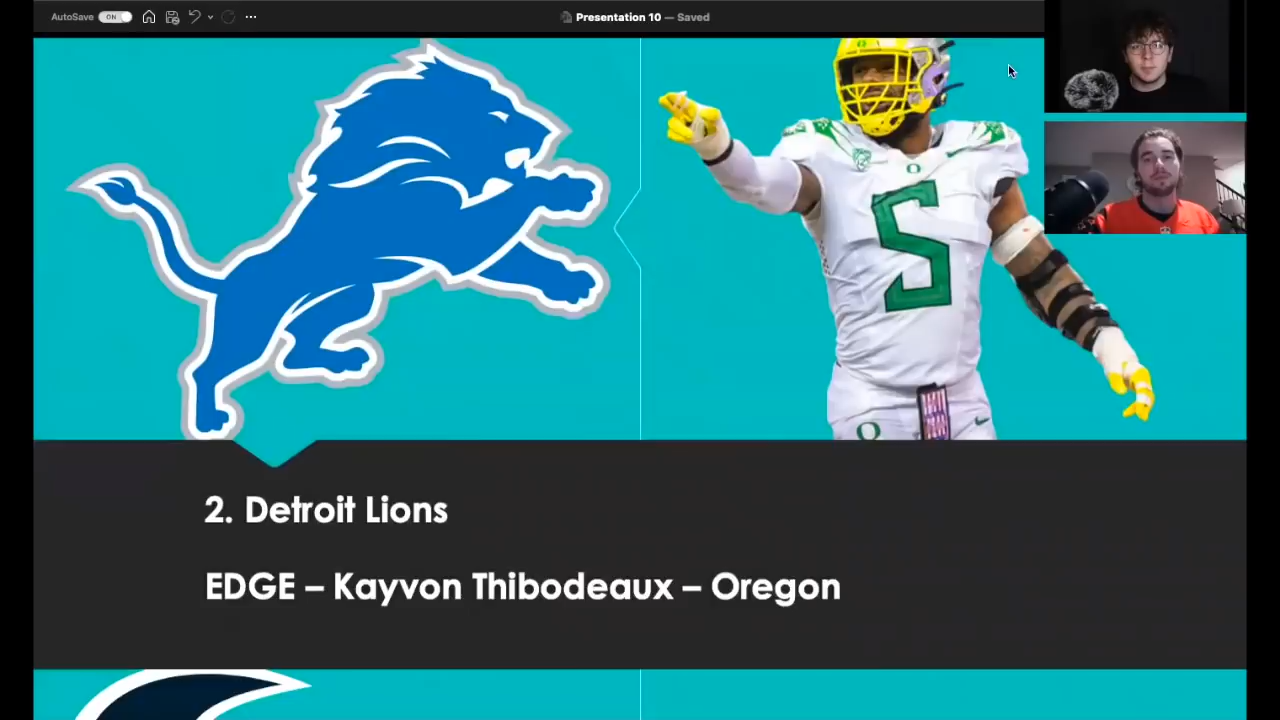 AutoSave ON
Presentation 10 — Saved
5
2. Detroit Lions
EDGE – Kayvon Thibodeaux – Oregon